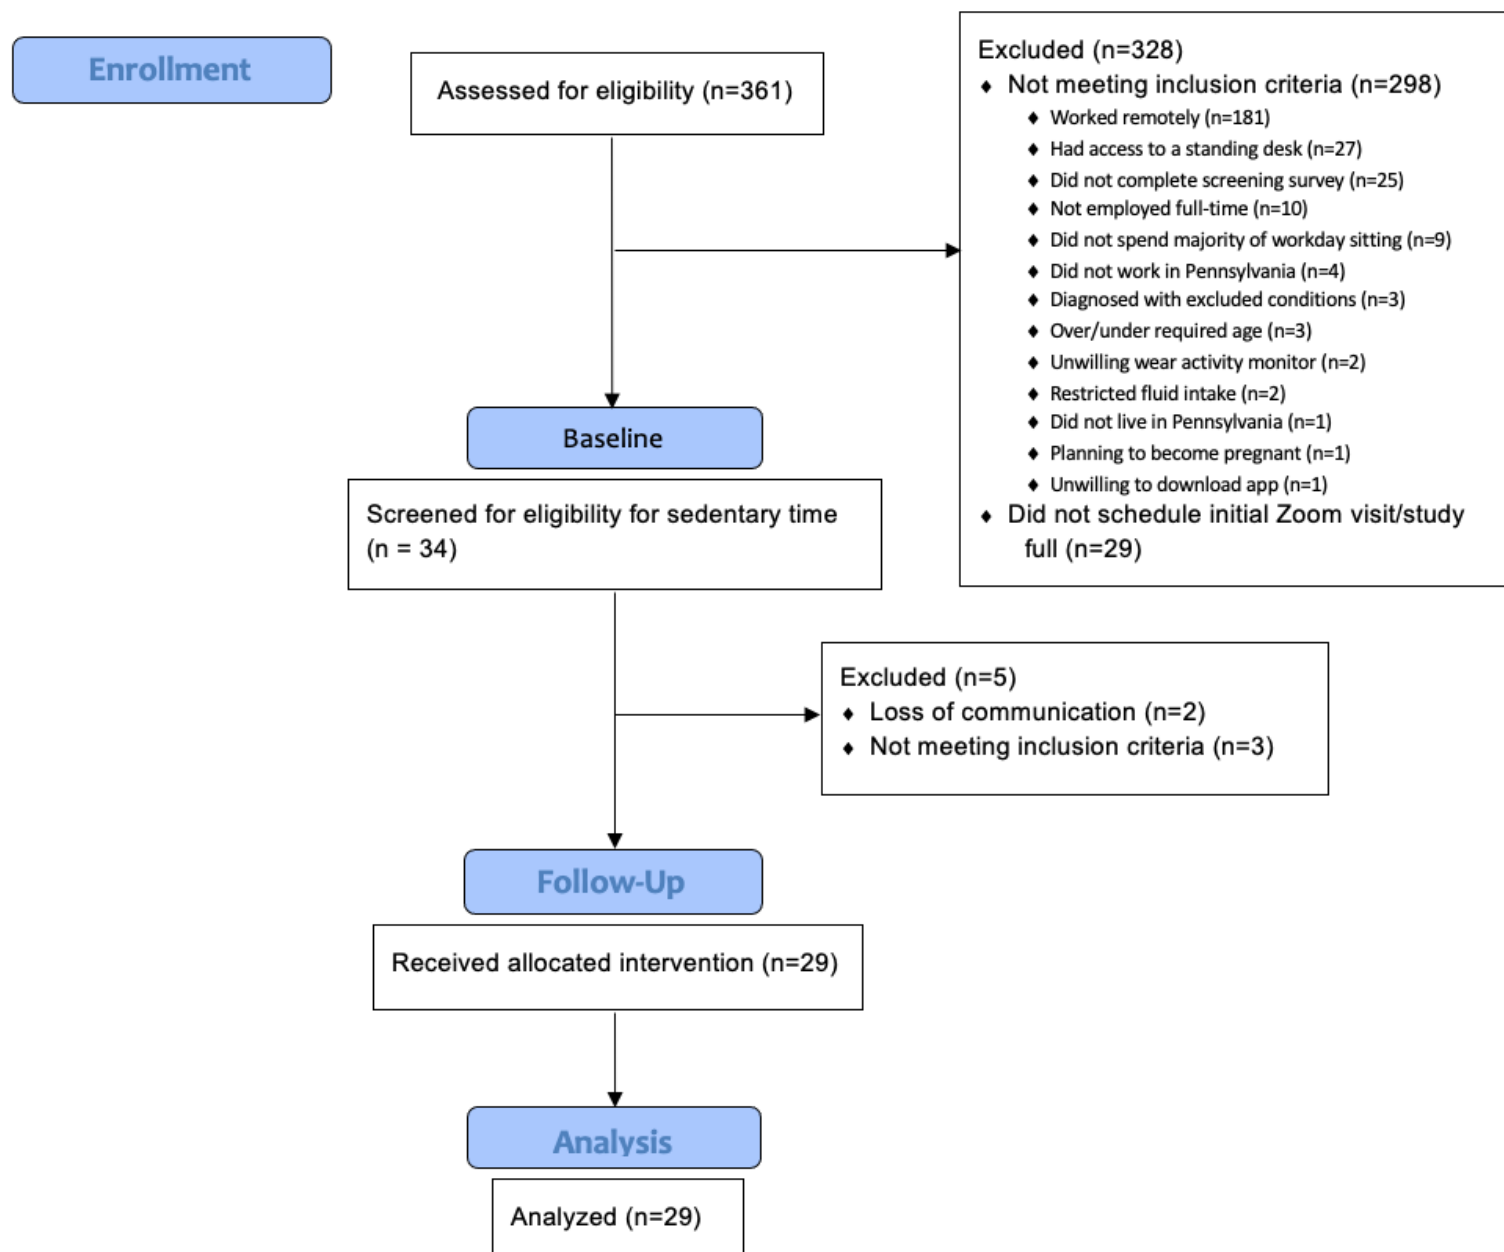 Enrollment
Assessed for eligibility (n=361)
Excluded (n=328)
♦ Not meeting inclusion criteria (n=298)
♦ Worked remotely (n=181)
♦ Had access to a standing desk (n=27)
♦ Did not complete screening survey (n=25)
♦ Not employed full-time (n=10)
♦ Did not spend majority of workday sitting (n=9)
♦ Did not work in Pennsylvania (n=4)
♦ Diagnosed with excluded conditions (n=3)
♦ Over/under required age (n=3)
♦ Unwilling wear activity monitor (n=2)
♦ Restricted fluid intake (n=2)
♦ Did not live in Pennsylvania (n=1)
♦ Planning to become pregnant (n=1)
♦ Unwilling to download app (n=1)
♦ Did not schedule initial Zoom visit/study
full (n=29)
Baseline
Screened for eligibility for sedentary time
(n = 34)
Excluded (n=5)
♦ Loss of communication (n=2)
♦ Not meeting inclusion criteria (n=3)
Follow-Up
Received allocated intervention (n=29)
Analysis
Analyzed (n=29)